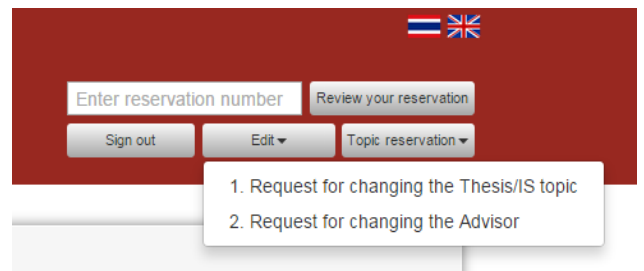 Enter reservation number Review your reservation
Sign out Edit Topic reservation
1. Request for changing the Thesis/IS topic
2. Request for changing the Advisor